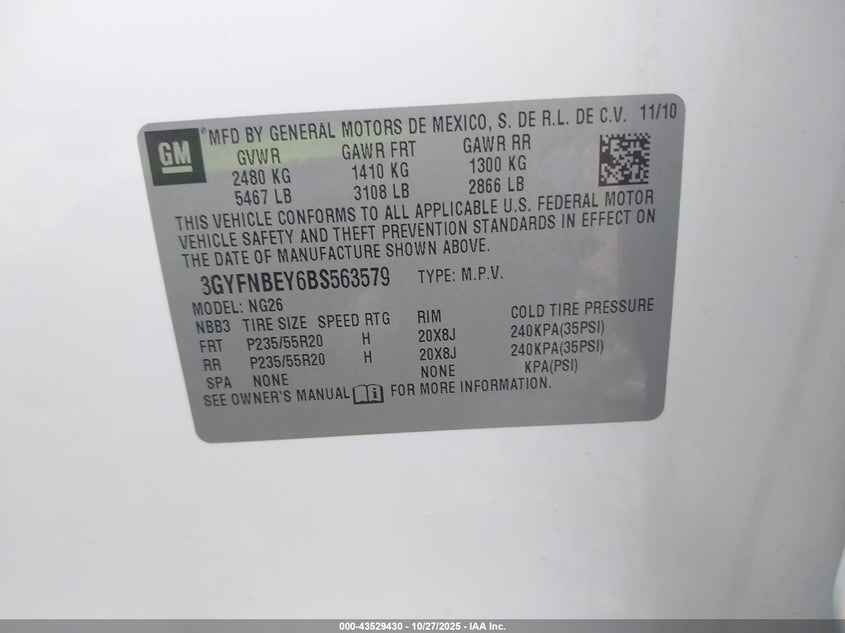 GM
®MFD BY GENERAL MOTORS DE MEXICO, S. DE R.L. DE C.V. 11/10
GVWR GAWR FRT GAWR RR
2480 KG 1410 KG 1300 KG
5467 LB 3108 LB 2866 LB
THIS VEHICLE CONFORMS TO ALL APPLICABLE U.S. FEDERAL MOTOR
VEHICLE SAFETY AND THEFT PREVENTION STANDARDS IN EFFECT ON
THE DATE OF MANUFACTURE SHOWN ABOVE.
3GYFNBEY6BS563579 TYPE: M.P.V.
MODEL: NG26
NBB3 TIRE SIZE SPEED RTG RIM COLD TIRE PRESSURE
FRT P235/55R20 H 20X8J 240KPA(35PSI)
RR P235/55R20 H 20X8J 240KPA(35PSI)
SPA NONE NONE KPA(PSI)
SEE OWNER'S MANUAL FOR MORE INFORMATION.
000-43529430 - 10/27/2025 - IAA Inc.